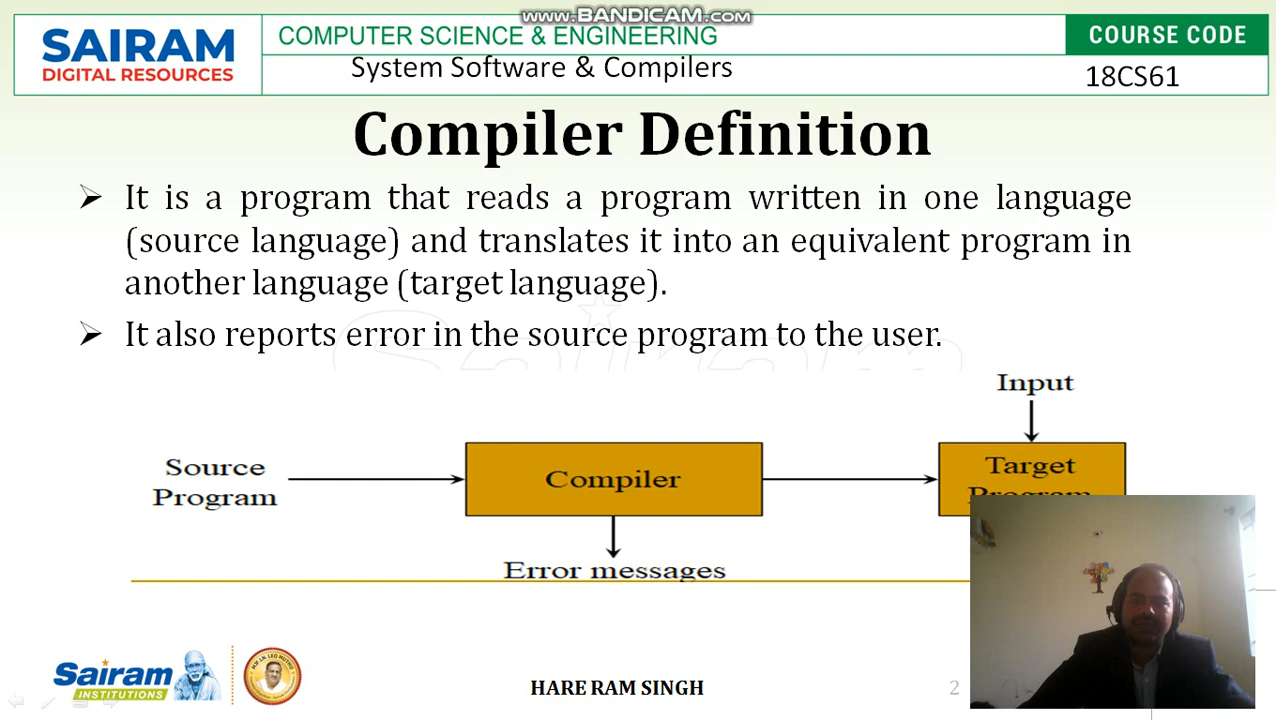 www.BANDICAM.com
SAIRAM
DIGITAL RESOURCES
COMPUTER SCIENCE & ENGINEERING
COURSE CODE
System Software & Compilers
18CS61
Compiler Definition
It is a program that reads a program written in one language
(source language) and translates it into an equivalent program in
another language (target language).
It also reports error in the source program to the user.
Input
Source
Program
Compiler
Target
Program
Error messages
Sairam
INSTITUTIONS
HARE RAM SINGH
2